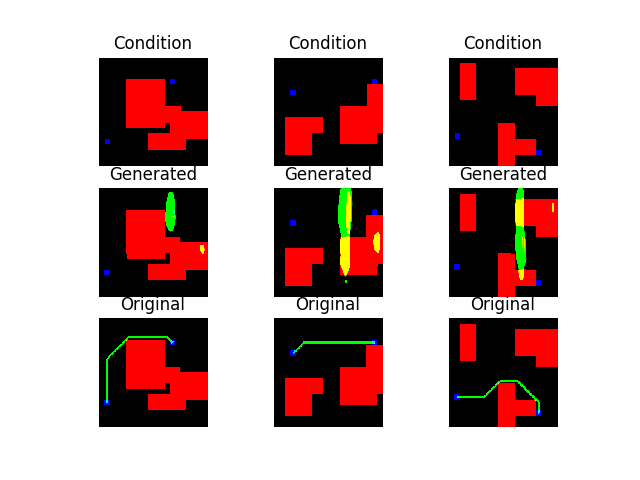 Condition
Condition
Condition
Generated
Generated
Generated
Original
Original
Original